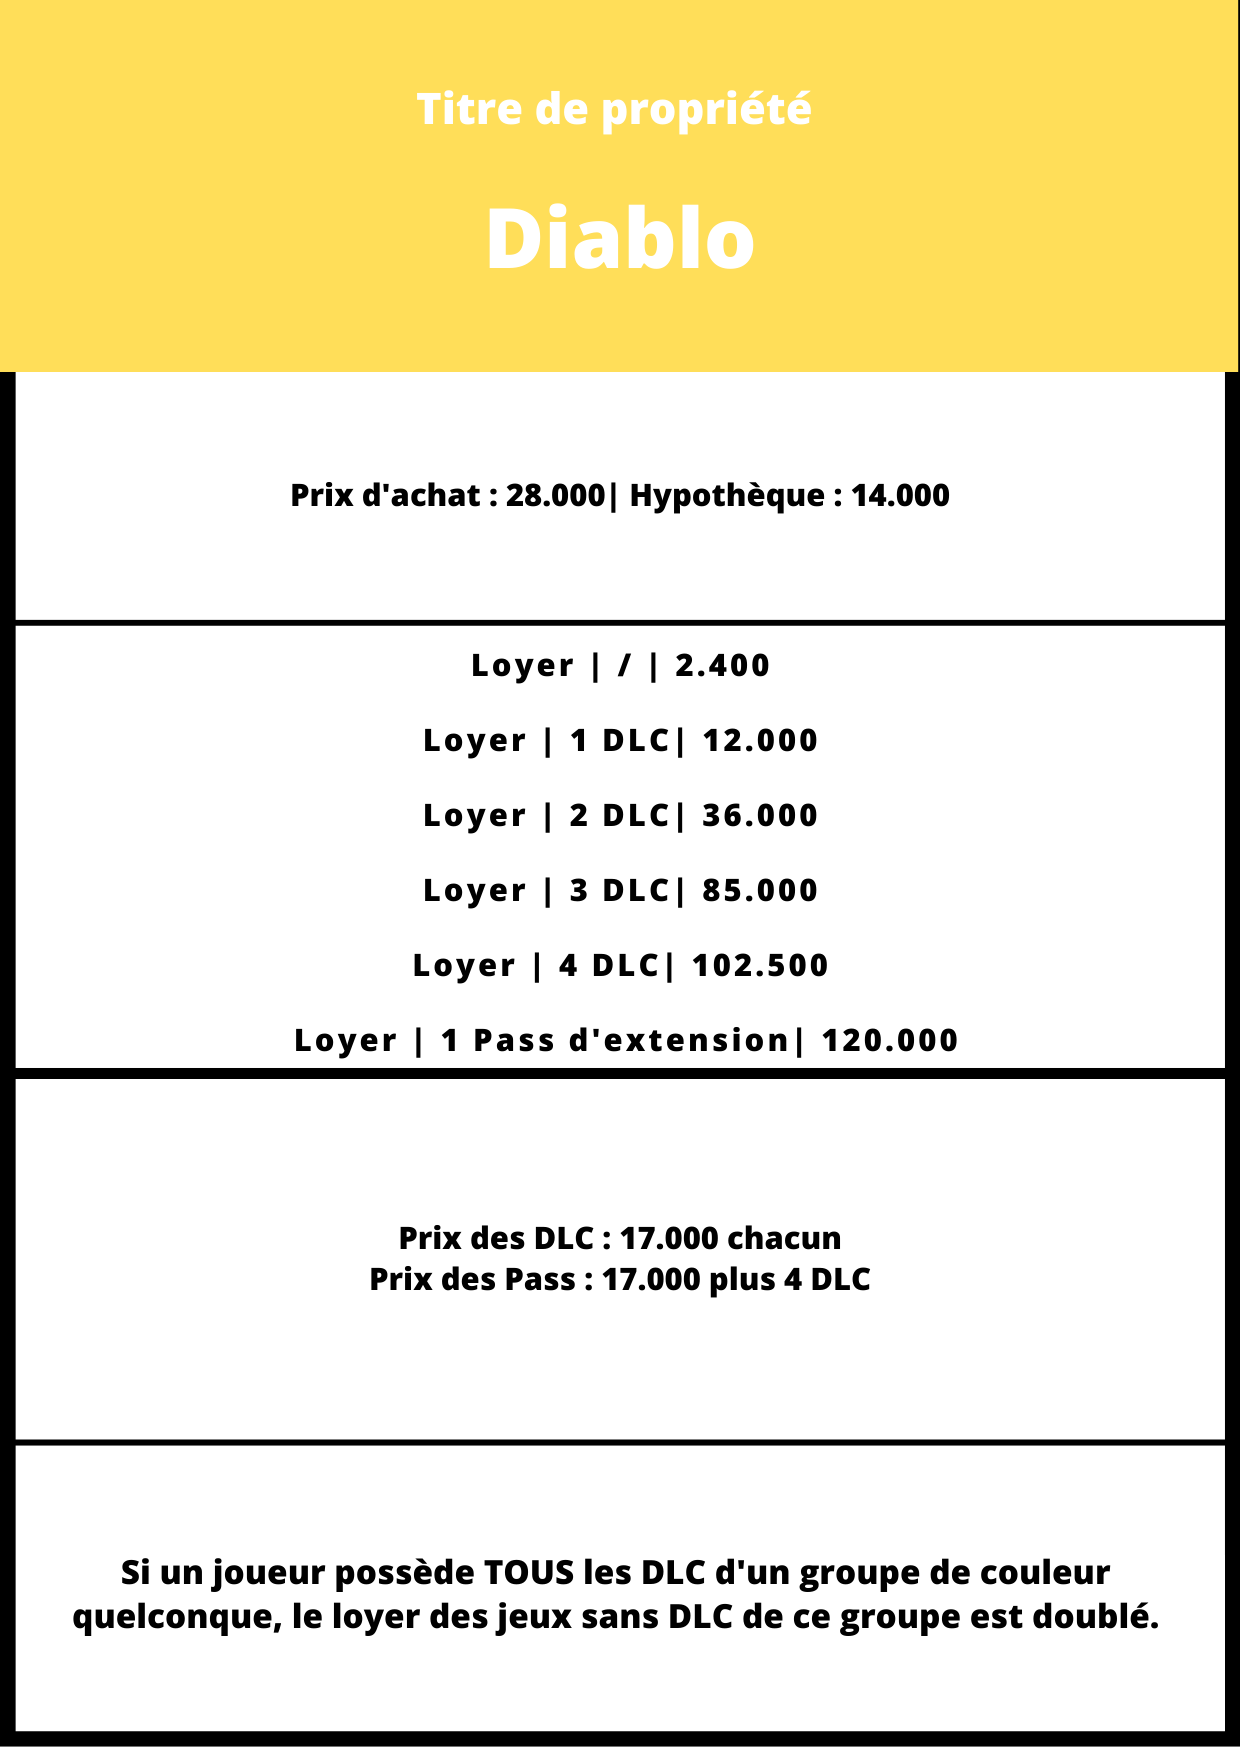 Titre de propriété
Diablo
Prix d'achat : 28.000| Hypothèque : 14.000
Loyer | / | 2.400
Loyer | 1 DLC| 12.000
Loyer | 2 DLC| 36.000
Loyer | 3 DLC| 85.000
Loyer | 4 DLC| 102.500
Loyer | 1 Pass d'extension| 120.000
Prix des DLC : 17.000 chacun
Prix des Pass : 17.000 plus 4 DLC
Si un joueur possède TOUS les DLC d'un groupe de couleur
quelconque, le loyer des jeux sans DLC de ce groupe est doublé.